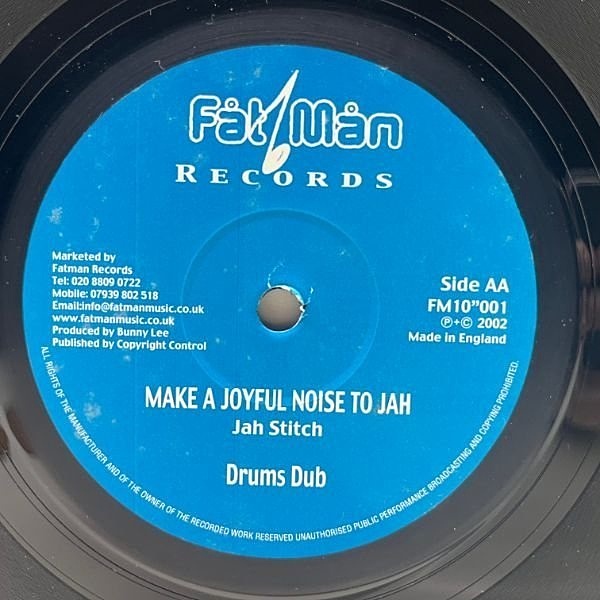 Fåt Mån
RECORDS
Marketed by
Fatman Records
Tel: 020 8809 0722
Mobile: 07939 802 518
Email:info@fatmanmusic.co.uk
www.fatmanmusic.co.uk
Produced by Bunny Lee
Published by Copyright Control
Side AA
FM10"001
℗+© 2002
Made in England
MAKE A JOYFUL NOISE TO JAH
Jah Stitch
Drums Dub
ALL RIGHTS OF THE MANUFACTURER AND OF THE OWNER OF THE RECORDED WORK RESERVED UNAUTHORISED PUBLIC PERFORMANCE BROADCASTING AND COPYING PROHIBITED.